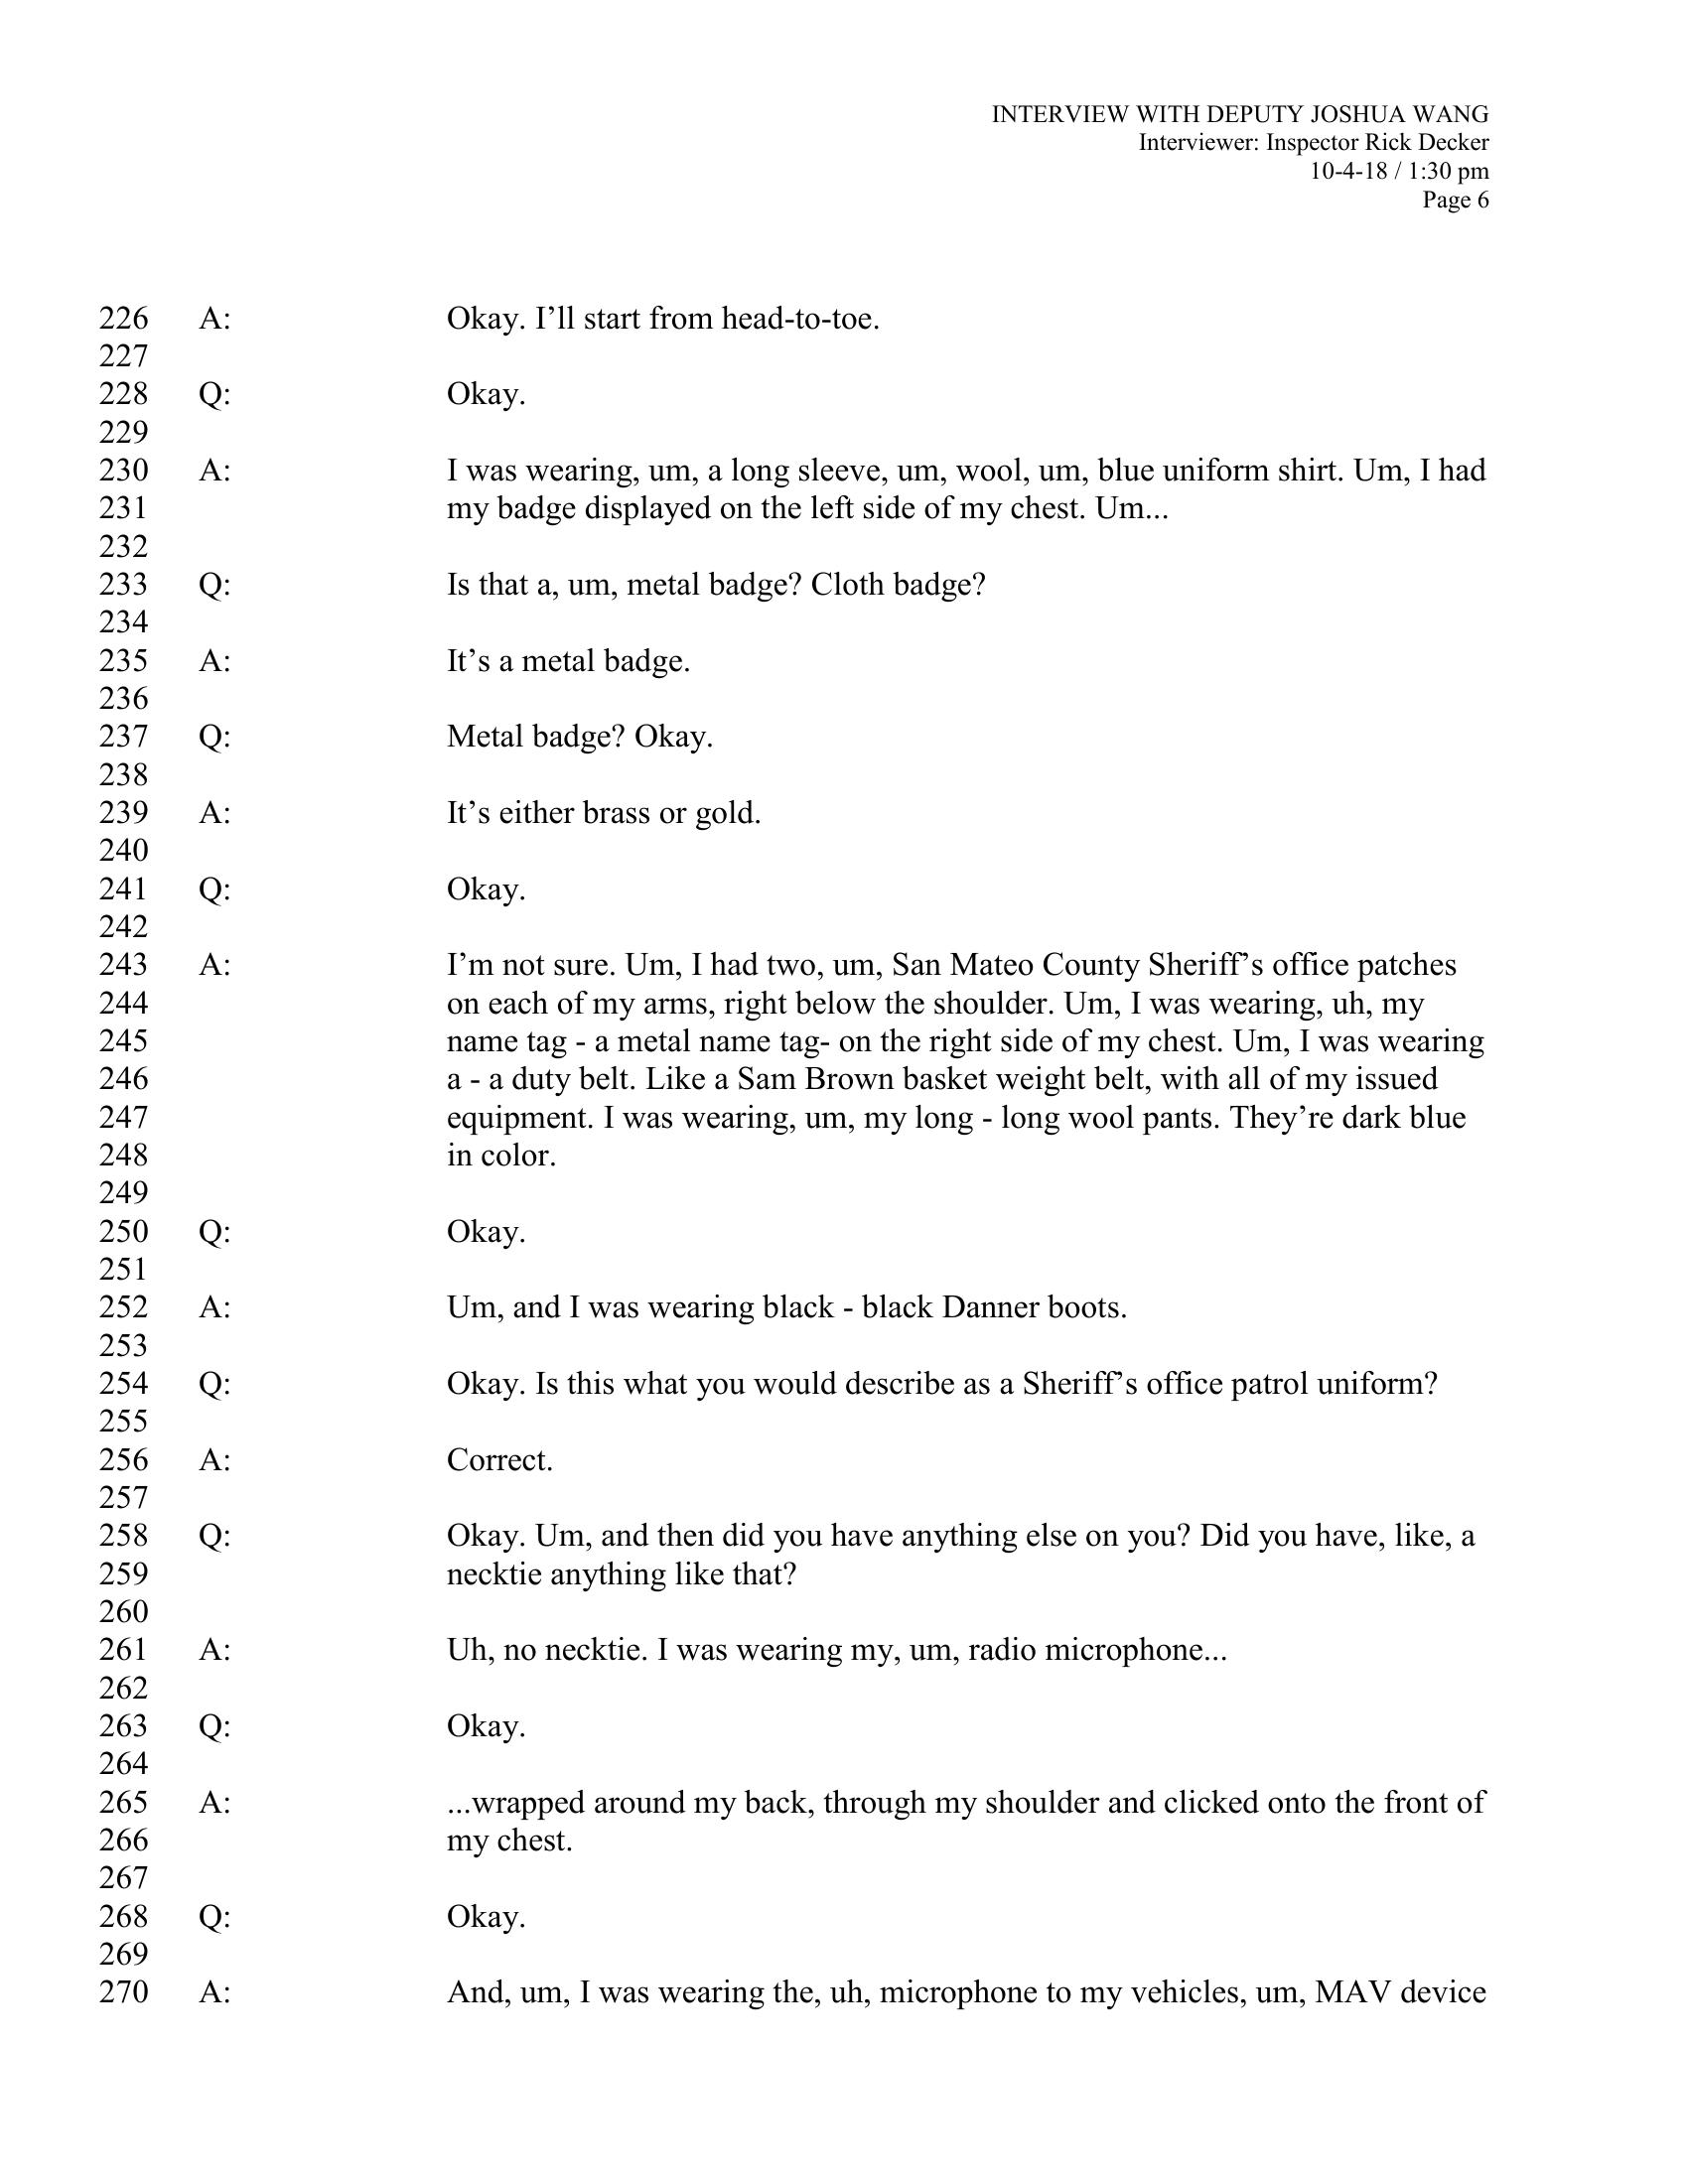 INTERVIEW WITH DEPUTY JOSHUA WANG
Interviewer: Inspector Rick Decker
10-4-18 / 1:30 pm
Page 6
226 A: Okay. I’ll start from head-to-toe.
227
228 Q: Okay.
229
230 A: I was wearing, um, a long sleeve, um, wool, um, blue uniform shirt. Um, I had
231 my badge displayed on the left side of my chest. Um...
232
233 Q: Is that a, um, metal badge? Cloth badge?
234
235 A: It’s a metal badge.
236
237 Q: Metal badge? Okay.
238
239 A: It’s either brass or gold.
240
241 Q: Okay.
242
243 A: I’m not sure. Um, I had two, um, San Mateo County Sheriff’s office patches
244 on each of my arms, right below the shoulder. Um, I was wearing, uh, my
245 name tag - a metal name tag- on the right side of my chest. Um, I was wearing
246 a - a duty belt. Like a Sam Brown basket weight belt, with all of my issued
247 equipment. I was wearing, um, my long - long wool pants. They’re dark blue
248 in color.
249
250 Q: Okay.
251
252 A: Um, and I was wearing black - black Danner boots.
253
254 Q: Okay. Is this what you would describe as a Sheriff’s office patrol uniform?
255
256 A: Correct.
257
258 Q: Okay. Um, and then did you have anything else on you? Did you have, like, a
259 necktie anything like that?
260
261 A: Uh, no necktie. I was wearing my, um, radio microphone...
262
263 Q: Okay.
264
265 A: ...wrapped around my back, through my shoulder and clicked onto the front of
266 my chest.
267
268 Q: Okay.
269
270 A: And, um, I was wearing the, uh, microphone to my vehicles, um, MAV device